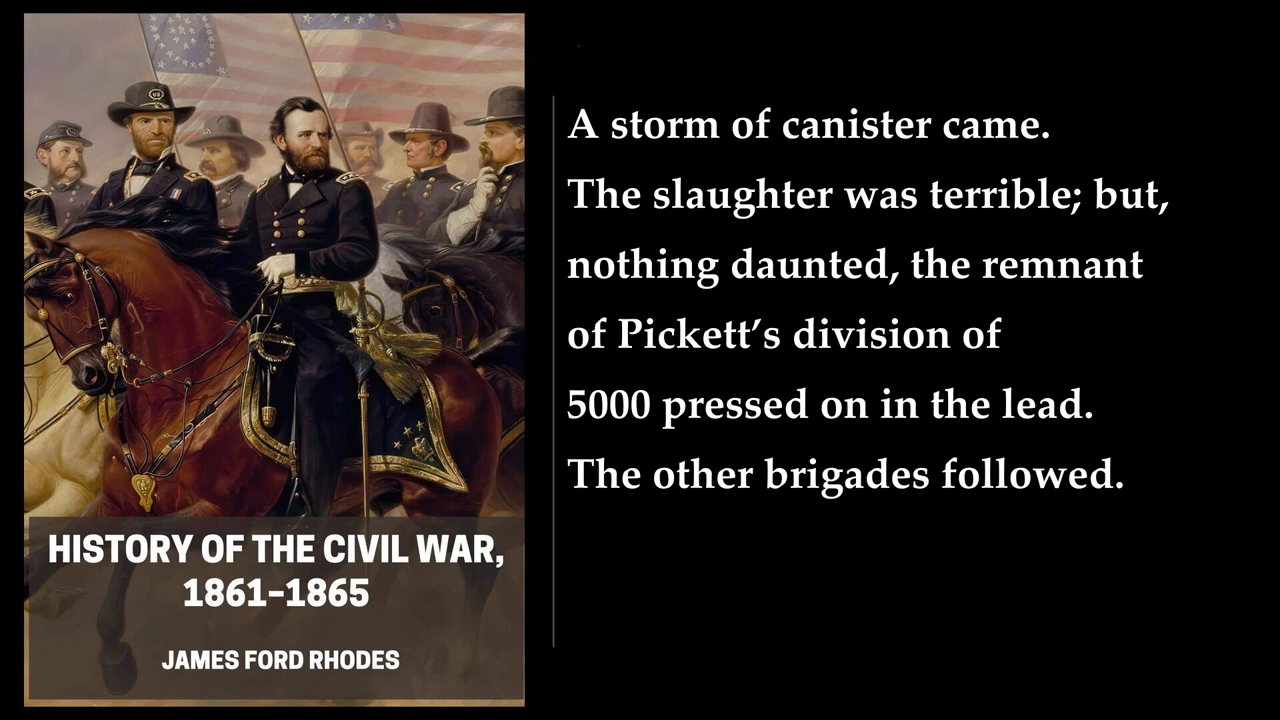 HISTORY OF THE CIVIL WAR,
1861–1865
JAMES FORD RHODES
A storm of canister came.
The slaughter was terrible; but,
nothing daunted, the remnant
of Pickett’s division of
5000 pressed on in the lead.
The other brigades followed.